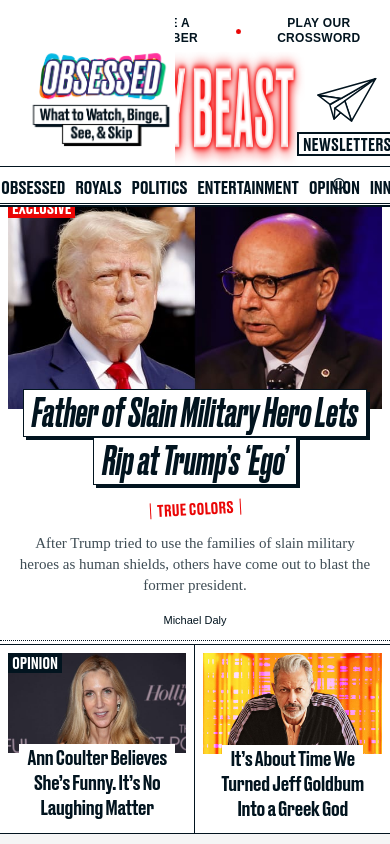 E A
BER
PLAY OUR
CROSSWORD
OBSESSED
What to Watch, Binge,
See, & Skip
Y BEAST
NEWSLETTERS
OBSESSED ROYALS POLITICS ENTERTAINMENT OPINION INN
EXCLUSIVE
Father of Slain Military Hero Lets
Rip at Trump's ‘Ego’
TRUE COLORS
After Trump tried to use the families of slain military
heroes as human shields, others have come out to blast the
former president.
Michael Daly
OPINION
Holly
Ann Coulter Believes
She’s Funny. It’s No
Laughing Matter
It’s About Time We
Turned Jeff Goldbum
Into a Greek God